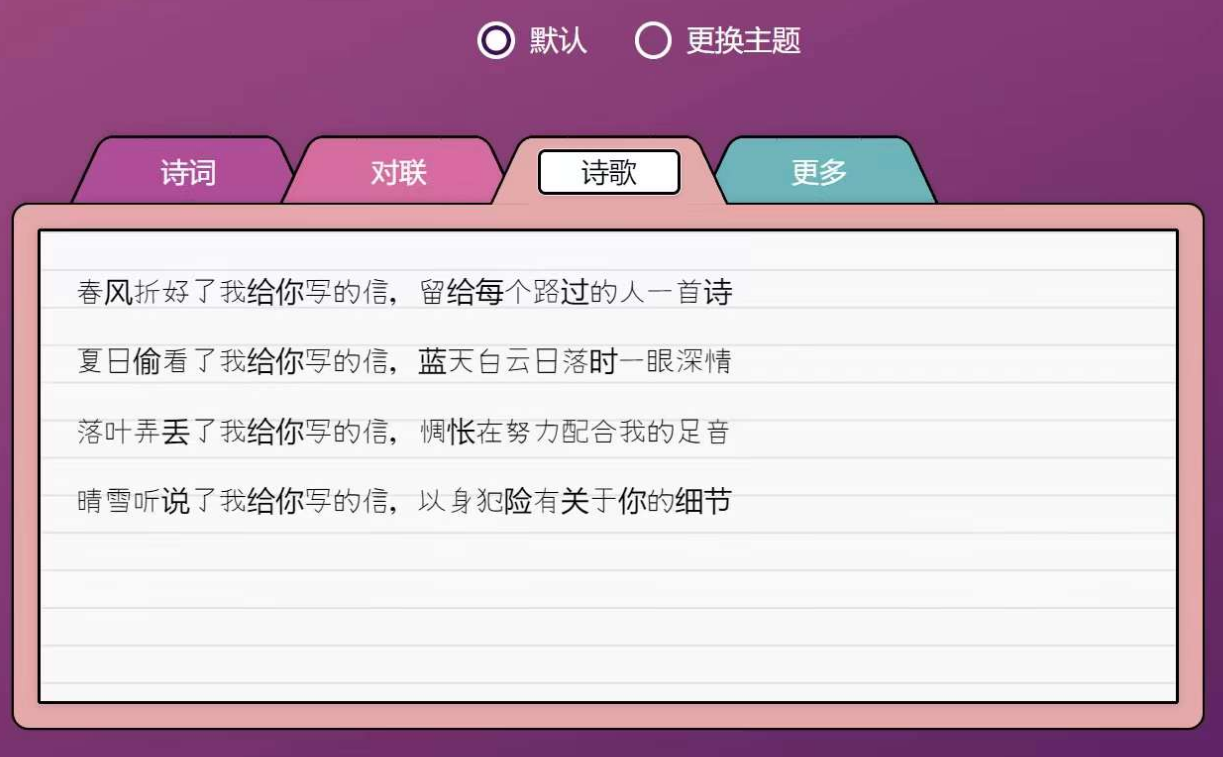 默认 更换主题
诗词 对联 诗歌 更多
春风折好了我给你写的信，留给每个路过的人一首诗
夏日偷看了我给你写的信，蓝天白云日落时一眼深情
落叶弄丢了我给你写的信，惆怅在努力配合我的足音
晴雪听说了我给你写的信，以身犯险有关于你的细节